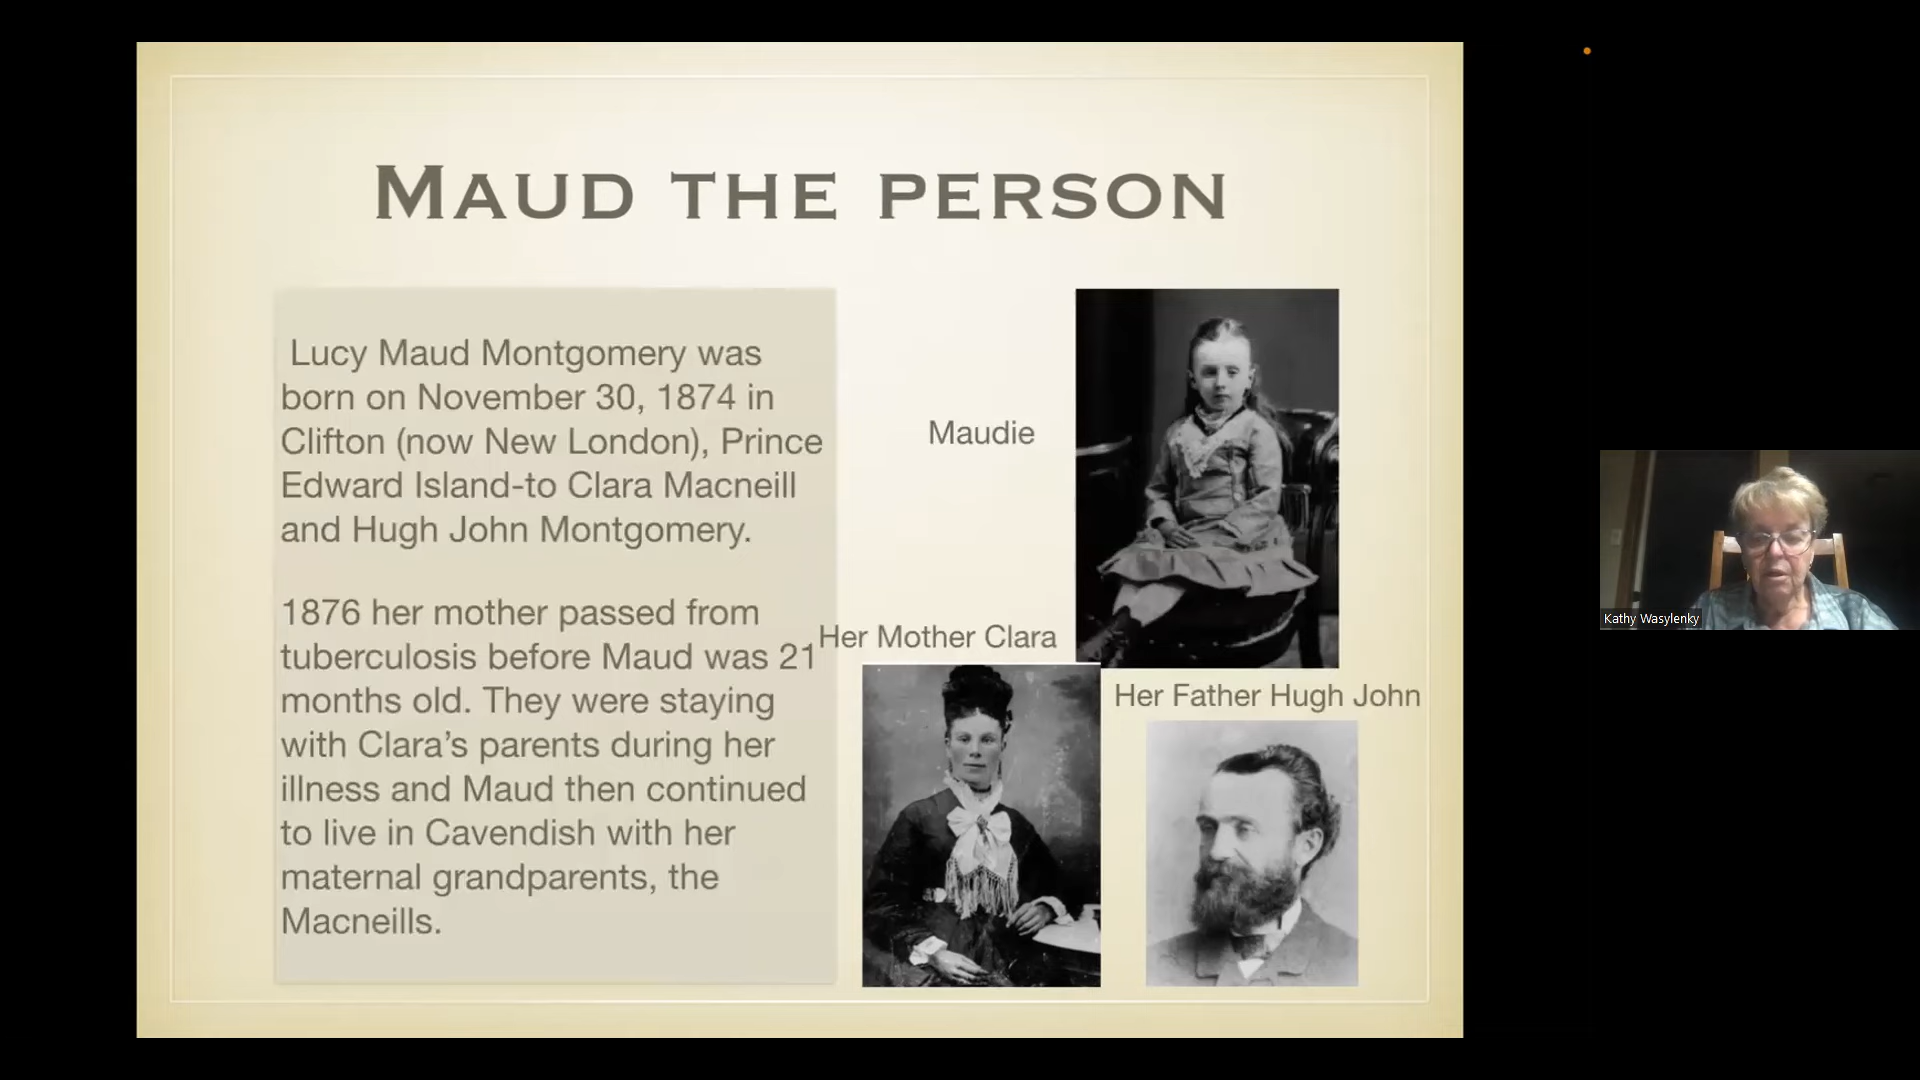 MAUD THE PERSON
Lucy Maud Montgomery was
born on November 30, 1874 in
Clifton (now New London), Prince
Edward Island-to Clara Macneill
and Hugh John Montgomery.
1876 her mother passed from
tuberculosis before Maud was 21
months old. They were staying
with Clara’s parents during her
illness and Maud then continued
to live in Cavendish with her
maternal grandparents, the
Macneills.
Maudie
Her Mother Clara
Her Father Hugh John
Kathy Wasylenky